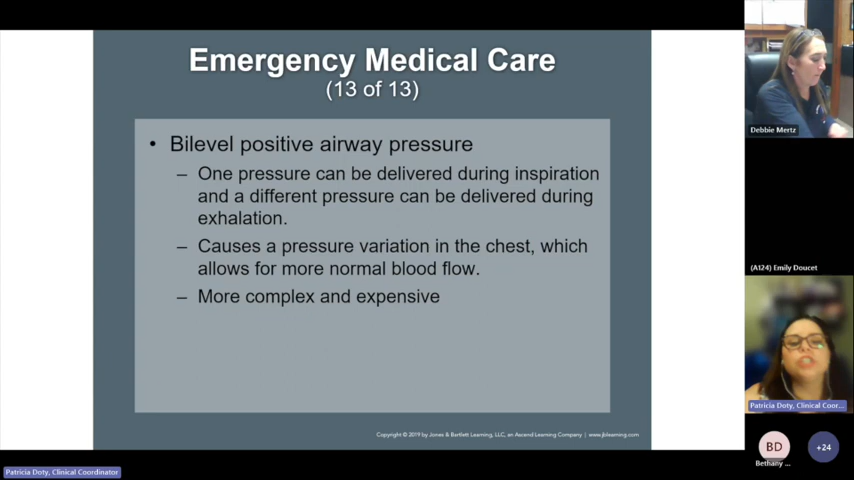 Emergency Medical Care
(13 of 13)
• Bilevel positive airway pressure
– One pressure can be delivered during inspiration
and a different pressure can be delivered during
exhalation.
– Causes a pressure variation in the chest, which
allows for more normal blood flow.
– More complex and expensive
Copyright © 2019 by Jones & Bartlett Learning, LLC, an Ascend Learning Company | www.jblearning.com
Debbie Mertz
(A124) Emily Doucet
Patricia Doty, Clinical Coor...
BD
+24
Bethany ...
Patricia Doty, Clinical Coordinator